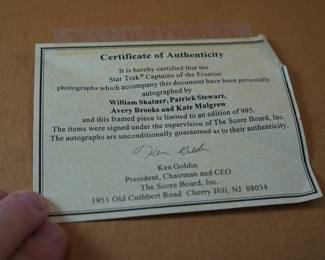 Certificate of Authenticity
It is hereby certified that the
Star Trek® Captains of the Frontier
photographs which accompany this document have been personally
autographed by
William Shatner, Patrick Stewart,
Avery Brooks and Kate Mulgrew
and this framed piece is limited to an edition of 995.
The items were signed under the supervision of The Score Board, Inc.
The autographs are unconditionally guaranteed as to their authenticity.
Ken Goldin
Ken Goldin
President, Chairman and CEO
The Score Board, Inc.
1951 Old Cuthbert Road Cherry Hill, NJ 08034